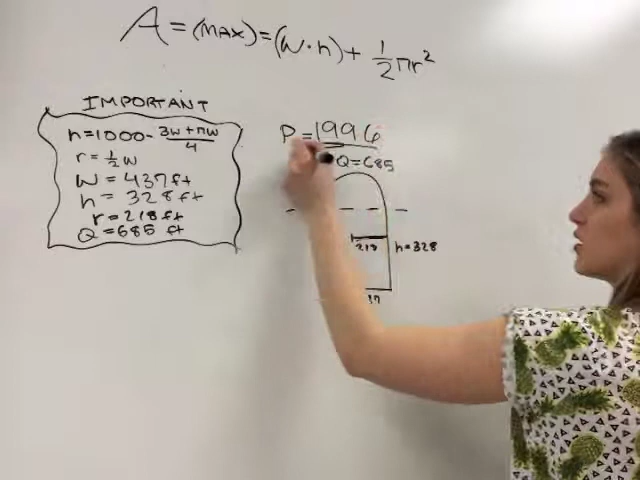 A = (MAX) = (W · h) + 1/2 πr²
IMPORTANT
h = 1000 - 3w + πw / 4
r = 1/2 w
W = 437 ft
h = 328 ft
r = 218 ft
Q = 685 ft
P = 1996
Q = 685
218
h = 328
37